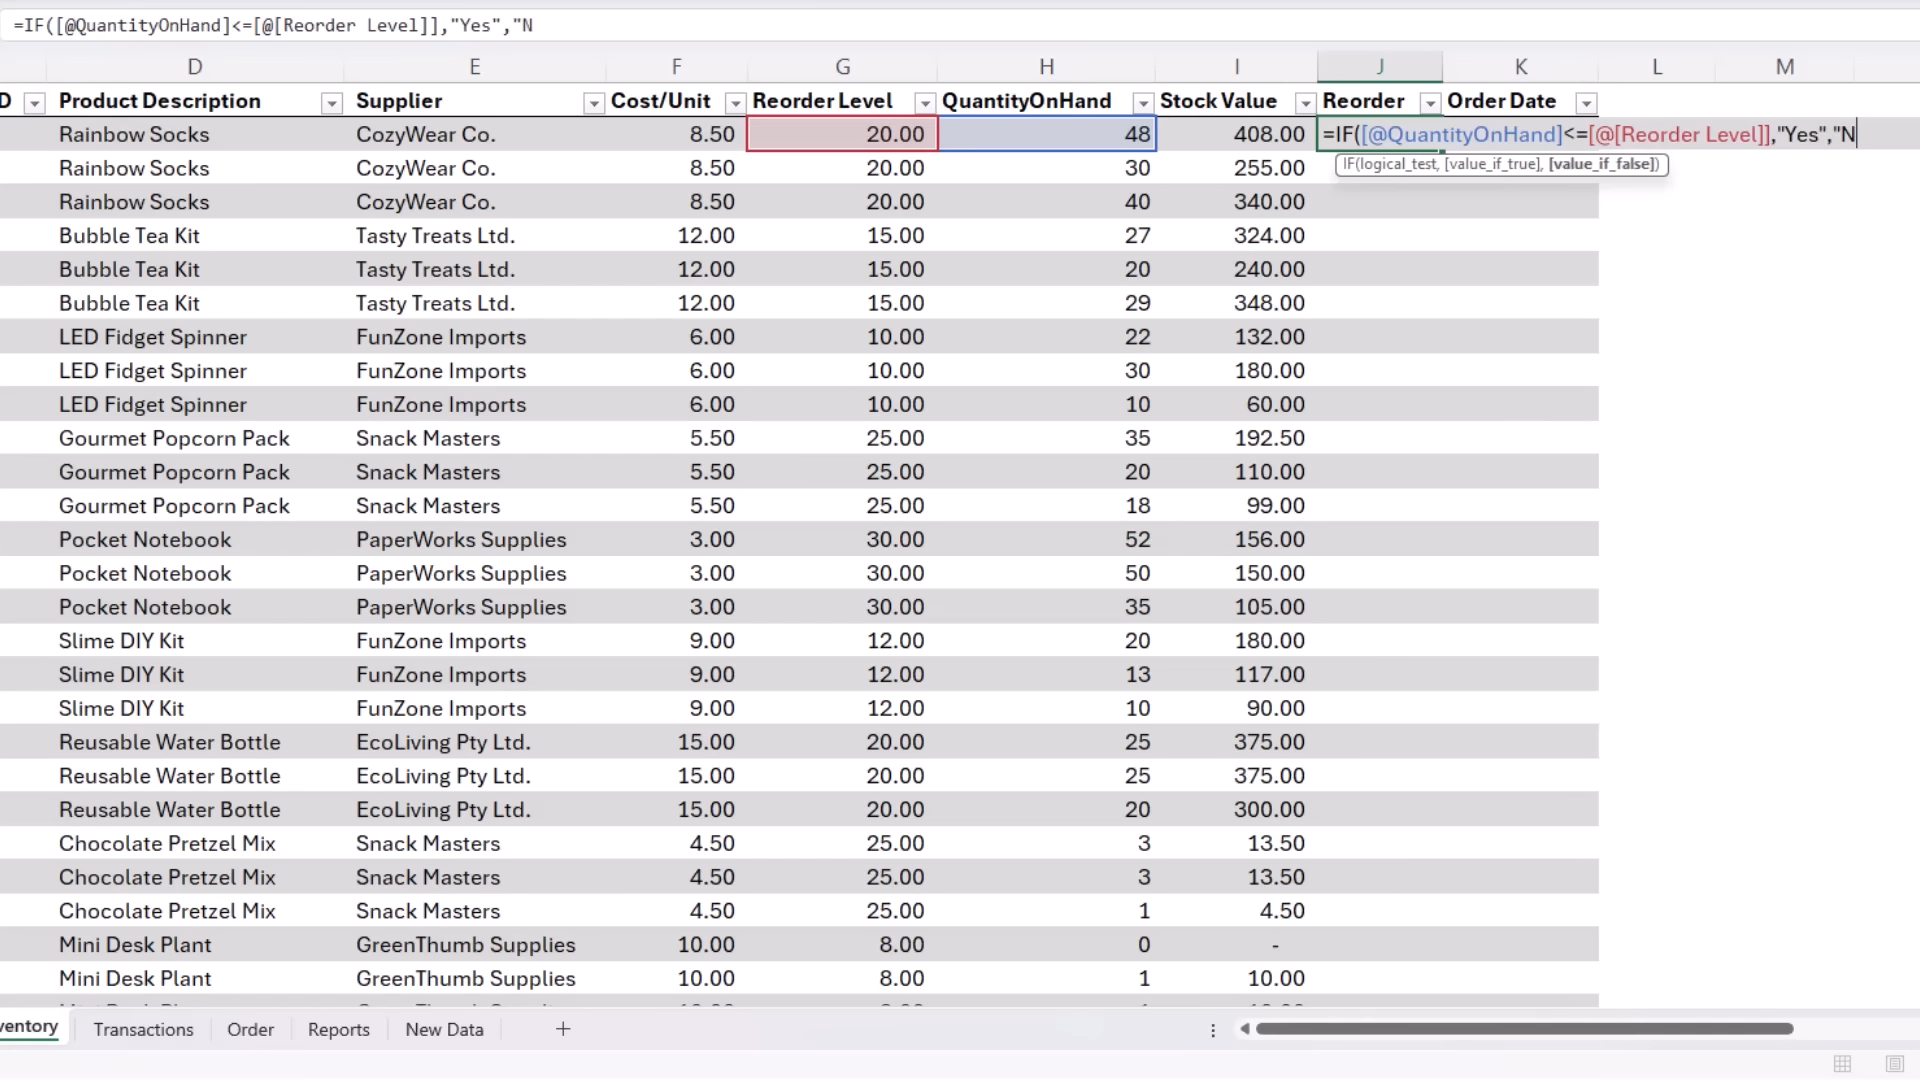 =IF([@QuantityOnHand]<=[@[Reorder Level]],"Yes","N
D E F G H I J K L M
D Product Description Supplier Cost/Unit Reorder Level QuantityOnHand Stock Value Reorder Order Date
Rainbow Socks CozyWear Co. 8.50 20.00 48 408.00 =IF([@QuantityOnHand]<=[@[Reorder Level]],"Yes","N
IF(logical_test, [value_if_true], [value_if_false])
Rainbow Socks CozyWear Co. 8.50 20.00 30 255.00
Rainbow Socks CozyWear Co. 8.50 20.00 40 340.00
Bubble Tea Kit Tasty Treats Ltd. 12.00 15.00 27 324.00
Bubble Tea Kit Tasty Treats Ltd. 12.00 15.00 20 240.00
Bubble Tea Kit Tasty Treats Ltd. 12.00 15.00 29 348.00
LED Fidget Spinner FunZone Imports 6.00 10.00 22 132.00
LED Fidget Spinner FunZone Imports 6.00 10.00 30 180.00
LED Fidget Spinner FunZone Imports 6.00 10.00 10 60.00
Gourmet Popcorn Pack Snack Masters 5.50 25.00 35 192.50
Gourmet Popcorn Pack Snack Masters 5.50 25.00 20 110.00
Gourmet Popcorn Pack Snack Masters 5.50 25.00 18 99.00
Pocket Notebook PaperWorks Supplies 3.00 30.00 52 156.00
Pocket Notebook PaperWorks Supplies 3.00 30.00 50 150.00
Pocket Notebook PaperWorks Supplies 3.00 30.00 35 105.00
Slime DIY Kit FunZone Imports 9.00 12.00 20 180.00
Slime DIY Kit FunZone Imports 9.00 12.00 13 117.00
Slime DIY Kit FunZone Imports 9.00 12.00 10 90.00
Reusable Water Bottle EcoLiving Pty Ltd. 15.00 20.00 25 375.00
Reusable Water Bottle EcoLiving Pty Ltd. 15.00 20.00 25 375.00
Reusable Water Bottle EcoLiving Pty Ltd. 15.00 20.00 20 300.00
Chocolate Pretzel Mix Snack Masters 4.50 25.00 3 13.50
Chocolate Pretzel Mix Snack Masters 4.50 25.00 3 13.50
Chocolate Pretzel Mix Snack Masters 4.50 25.00 1 4.50
Mini Desk Plant GreenThumb Supplies 10.00 8.00 0 -
Mini Desk Plant GreenThumb Supplies 10.00 8.00 1 10.00
ventory Transactions Order Reports New Data +